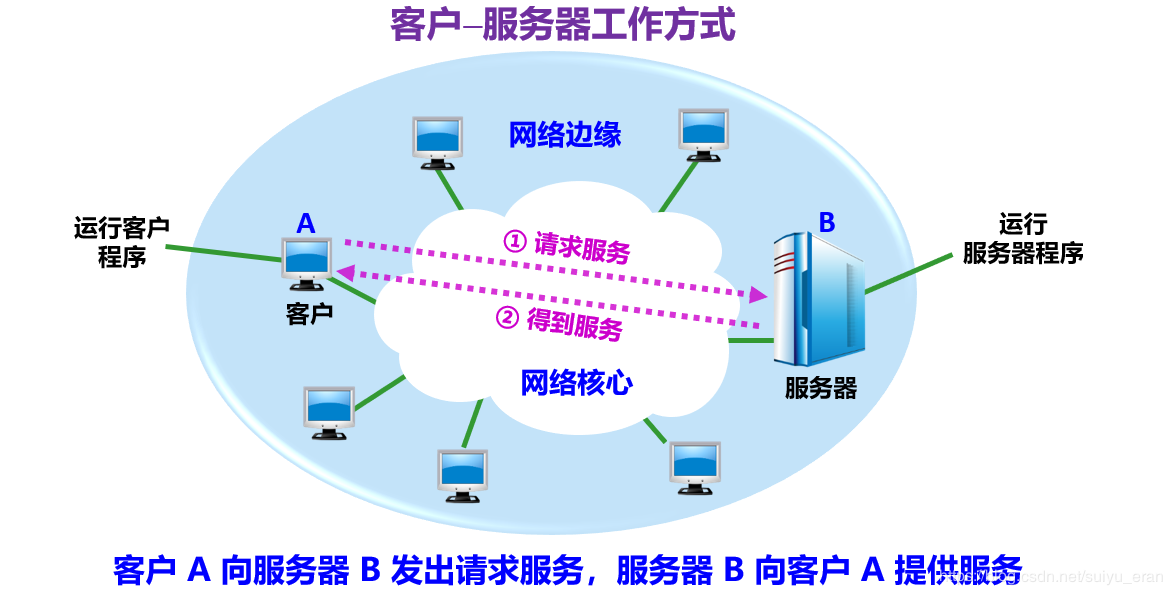 客户–服务器工作方式
网络边缘
A
B
运行客户
程序
运行
服务器程序
① 请求服务
② 得到服务
客户
网络核心
服务器
客户 A 向服务器 B 发出请求服务，服务器 B 向客户 A 提供服务
https://blog.csdn.net/suiyu_eran